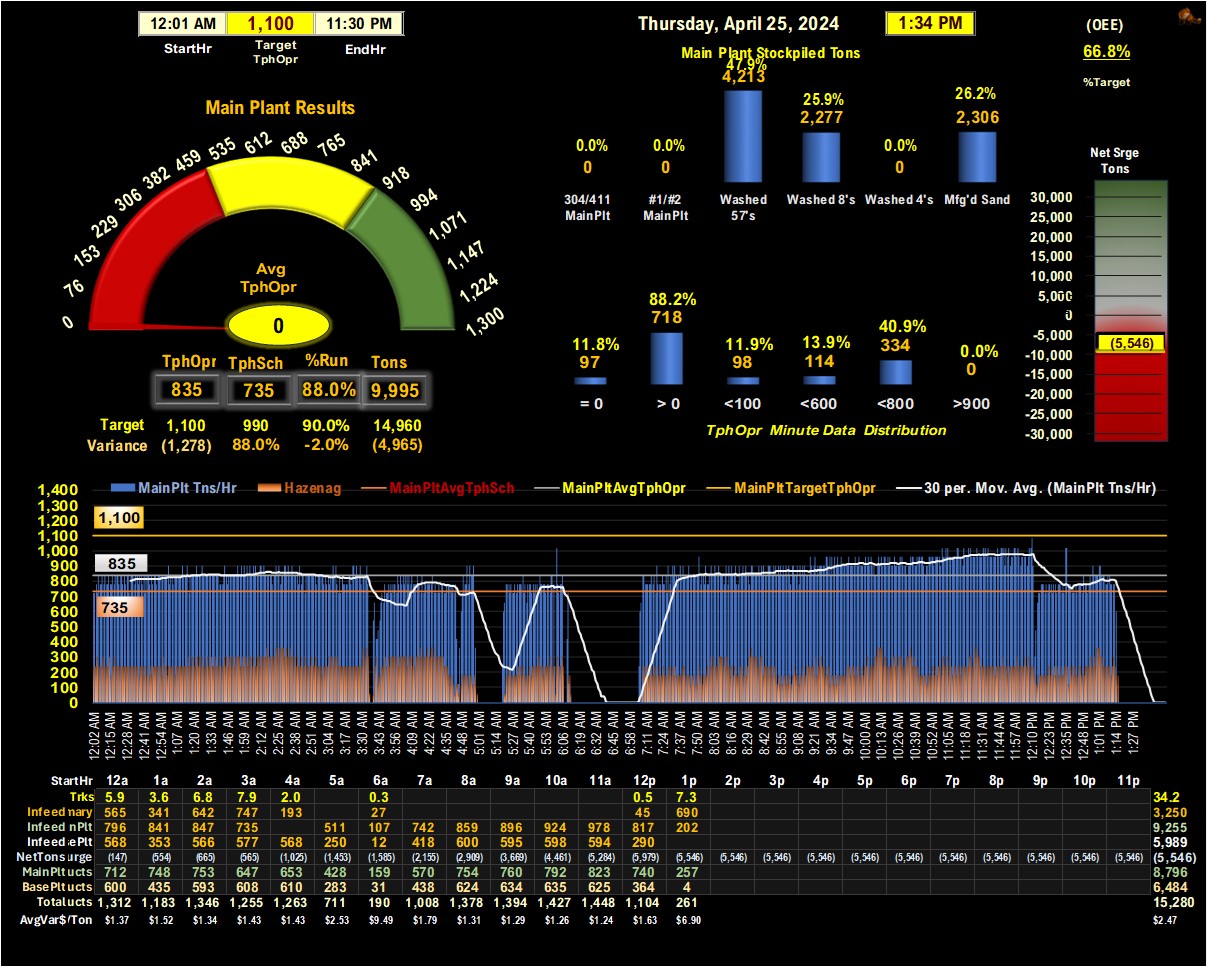 12:01 AM 1,100 11:30 PM
StartHr Target TphOpr EndHr
Thursday, April 25, 2024 1:34 PM
(OEE)
66.8%
%Target
Main Plant Stockpiled Tons
47.9% 25.9% 26.2%
4,213 2,277 2,306
0.0% 0.0% 0.0%
0 0 0
304/411 MainPlt #1/#2 MainPlt Washed 57's Washed 8's Washed 4's Mfg'd Sand
Main Plant Results
0 76 153 229 306 382 459 535 612 688 765 841 918 994 1,071 1,147 1,224 1,300
Avg
TphOpr
0
TphOpr TphSch %Run Tons
835 735 88.0% 9,995
Target 1,100 990 90.0% 14,960
Variance (1,278) 88.0% -2.0% (4,965)
11.8% 88.2% 11.9% 13.9% 40.9% 0.0%
97 718 98 114 334 0
= 0 > 0 <100 <600 <800 >900
TphOpr Minute Data Distribution
Net Srge
Tons
30,000
25,000
20,000
15,000
10,000
5,000
0
-5,000
(5,546)
-10,000
-15,000
-20,000
-25,000
-30,000
MainPlt Tns/Hr Hazenag MainPltAvgTphSch MainPltAvgTphOpr MainPltTargetTphOpr 30 per. Mov. Avg. (MainPlt Tns/Hr)
1,400
1,300
1,200
1,100
1,000
900
800
700
600
500
400
300
200
100
0
1,100
835
735
12:02 AM 12:15 AM 12:28 AM 12:41 AM 12:54 AM 1:07 AM 1:20 AM 1:33 AM 1:46 AM 1:59 AM 2:12 AM 2:25 AM 2:38 AM 2:51 AM 3:04 AM 3:17 AM 3:30 AM 3:43 AM 3:56 AM 4:09 AM 4:22 AM 4:35 AM 4:48 AM 5:01 AM 5:14 AM 5:27 AM 5:40 AM 5:53 AM 6:06 AM 6:19 AM 6:32 AM 6:45 AM 6:58 AM 7:11 AM 7:24 AM 7:37 AM 7:50 AM 8:03 AM 8:16 AM 8:29 AM 8:42 AM 8:55 AM 9:08 AM 9:21 AM 9:34 AM 9:47 AM 10:00 AM 10:13 AM 10:26 AM 10:39 AM 10:52 AM 11:05 AM 11:18 AM 11:31 AM 11:44 AM 11:57 AM 12:10 PM 12:23 PM 12:35 PM 12:48 PM 1:01 PM 1:14 PM 1:27 PM
StartHr 12a 1a 2a 3a 4a 5a 6a 7a 8a 9a 10a 11a 12p 1p 2p 3p 4p 5p 6p 7p 8p 9p 10p 11p
Trks 5.9 3.6 6.8 7.9 2.0 0.3 0.5 7.3 34.2
Infeed mary 565 341 642 747 193 27 45 690 3,250
Infeed nPlt 796 841 847 735 511 107 742 859 896 924 978 817 202 9,255
Infeed ePlt 568 353 566 577 568 250 12 418 600 595 598 594 290 5,989
NetTons urge (147) (554) (665) (565) (1,025) (1,453) (1,585) (2,155) (2,909) (3,669) (4,461) (5,284) (5,979) (5,546) (5,546) (5,546) (5,546) (5,546) (5,546) (5,546) (5,546) (5,546) (5,546) (5,546) (5,546)
MainPlt ucts 712 748 753 647 653 428 159 570 754 760 792 823 740 257 8,796
BasePlt ucts 600 435 593 608 610 283 31 438 624 634 635 625 364 4 6,484
Total ucts 1,312 1,183 1,346 1,255 1,263 711 190 1,008 1,378 1,394 1,427 1,448 1,104 261 15,280
AvgVar$/Ton $1.37 $1.52 $1.34 $1.43 $1.43 $2.53 $9.49 $1.79 $1.31 $1.29 $1.26 $1.24 $1.63 $6.90 $2.47